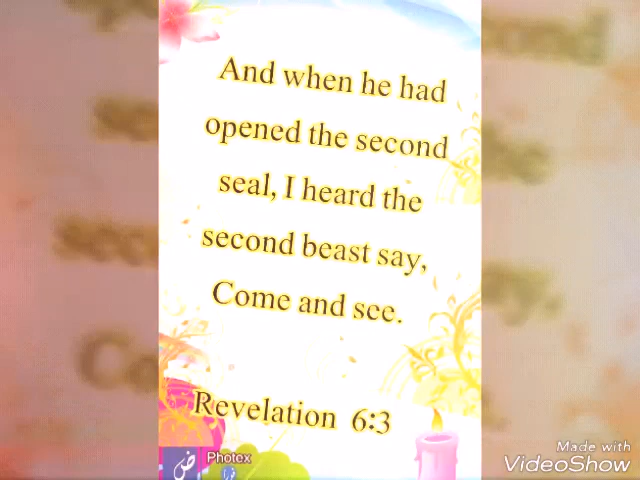 And when he had
opened the second
seal, I heard the
second beast say,
Come and see.
Revelation 6:3
ض
Photex
Made with
VideoShow